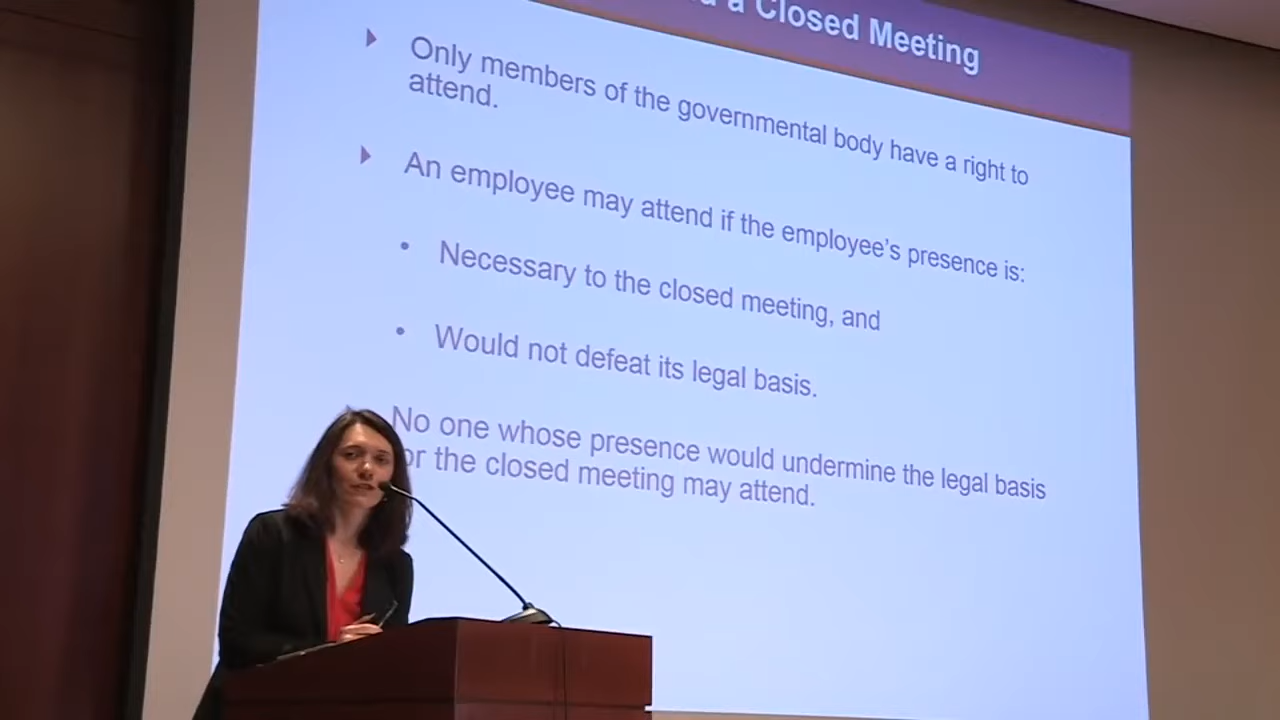 a Closed Meeting
Only members of the governmental body have a right to
attend.
An employee may attend if the employee's presence is:
• Necessary to the closed meeting, and
• Would not defeat its legal basis.
No one whose presence would undermine the legal basis
or the closed meeting may attend.